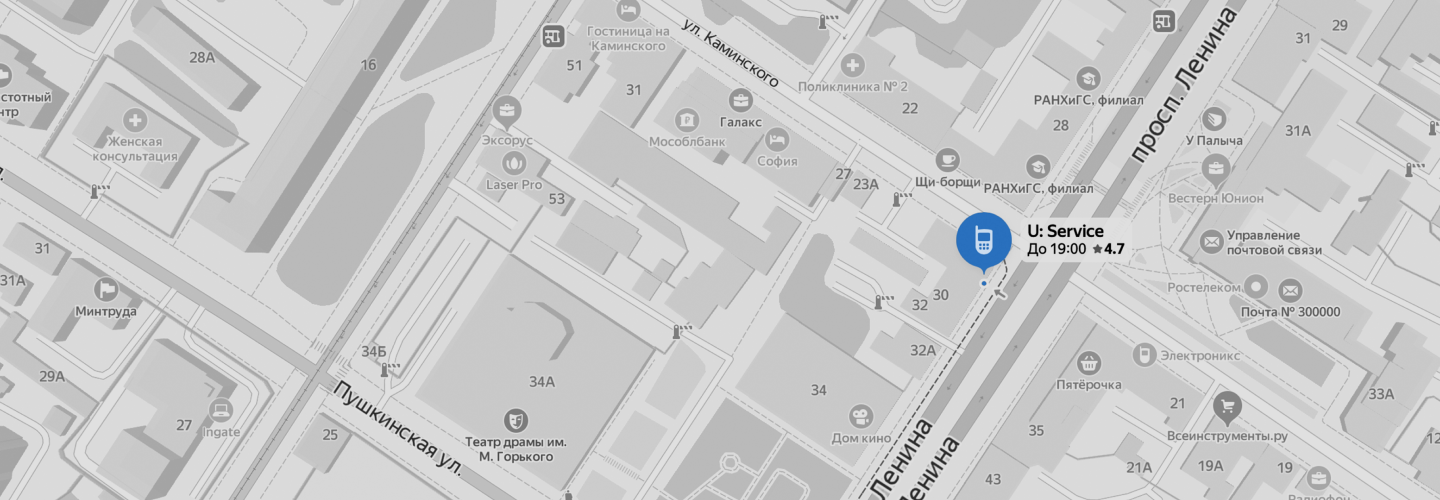 Гостиница на
Каминского
29
31
28А
16
51
ул. Каминского
просп. Ленина
31
Поликлиника № 2
РАНХиГС, филиал
22
28
Женская
консультация
Эксорус
Галакс
Мособлбанк
София
У Палыча
31А
Laser Pro
53
27
23А
Щи-борщи
РАНХиГС, филиал
Вестерн Юнион
U: Service
До 19:00 ★4.7
Управление
почтовой связи
31
31А
Минтруда
32
30
Ростелеком
Почта № 300000
34Б
32А
Электроникс
Пятёрочка
29А
34А
34
33А
27
Ingate
Пушкинская ул.
25
Театр драмы им.
М. Горького
Дом кино
Ленина
Ленина
21
35
Всеинструменты.ру
21А
19А
19
43
12
Радиофон